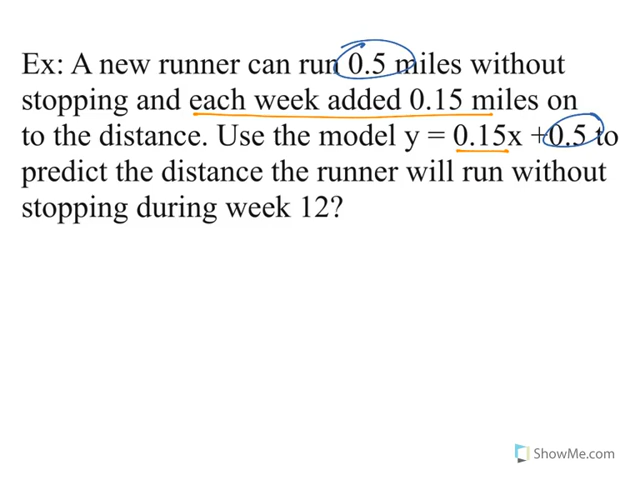 Ex: A new runner can run 0.5 miles without
stopping and each week added 0.15 miles on
to the distance. Use the model y = 0.15x +0.5 to
predict the distance the runner will run without
stopping during week 12?
ShowMe.com